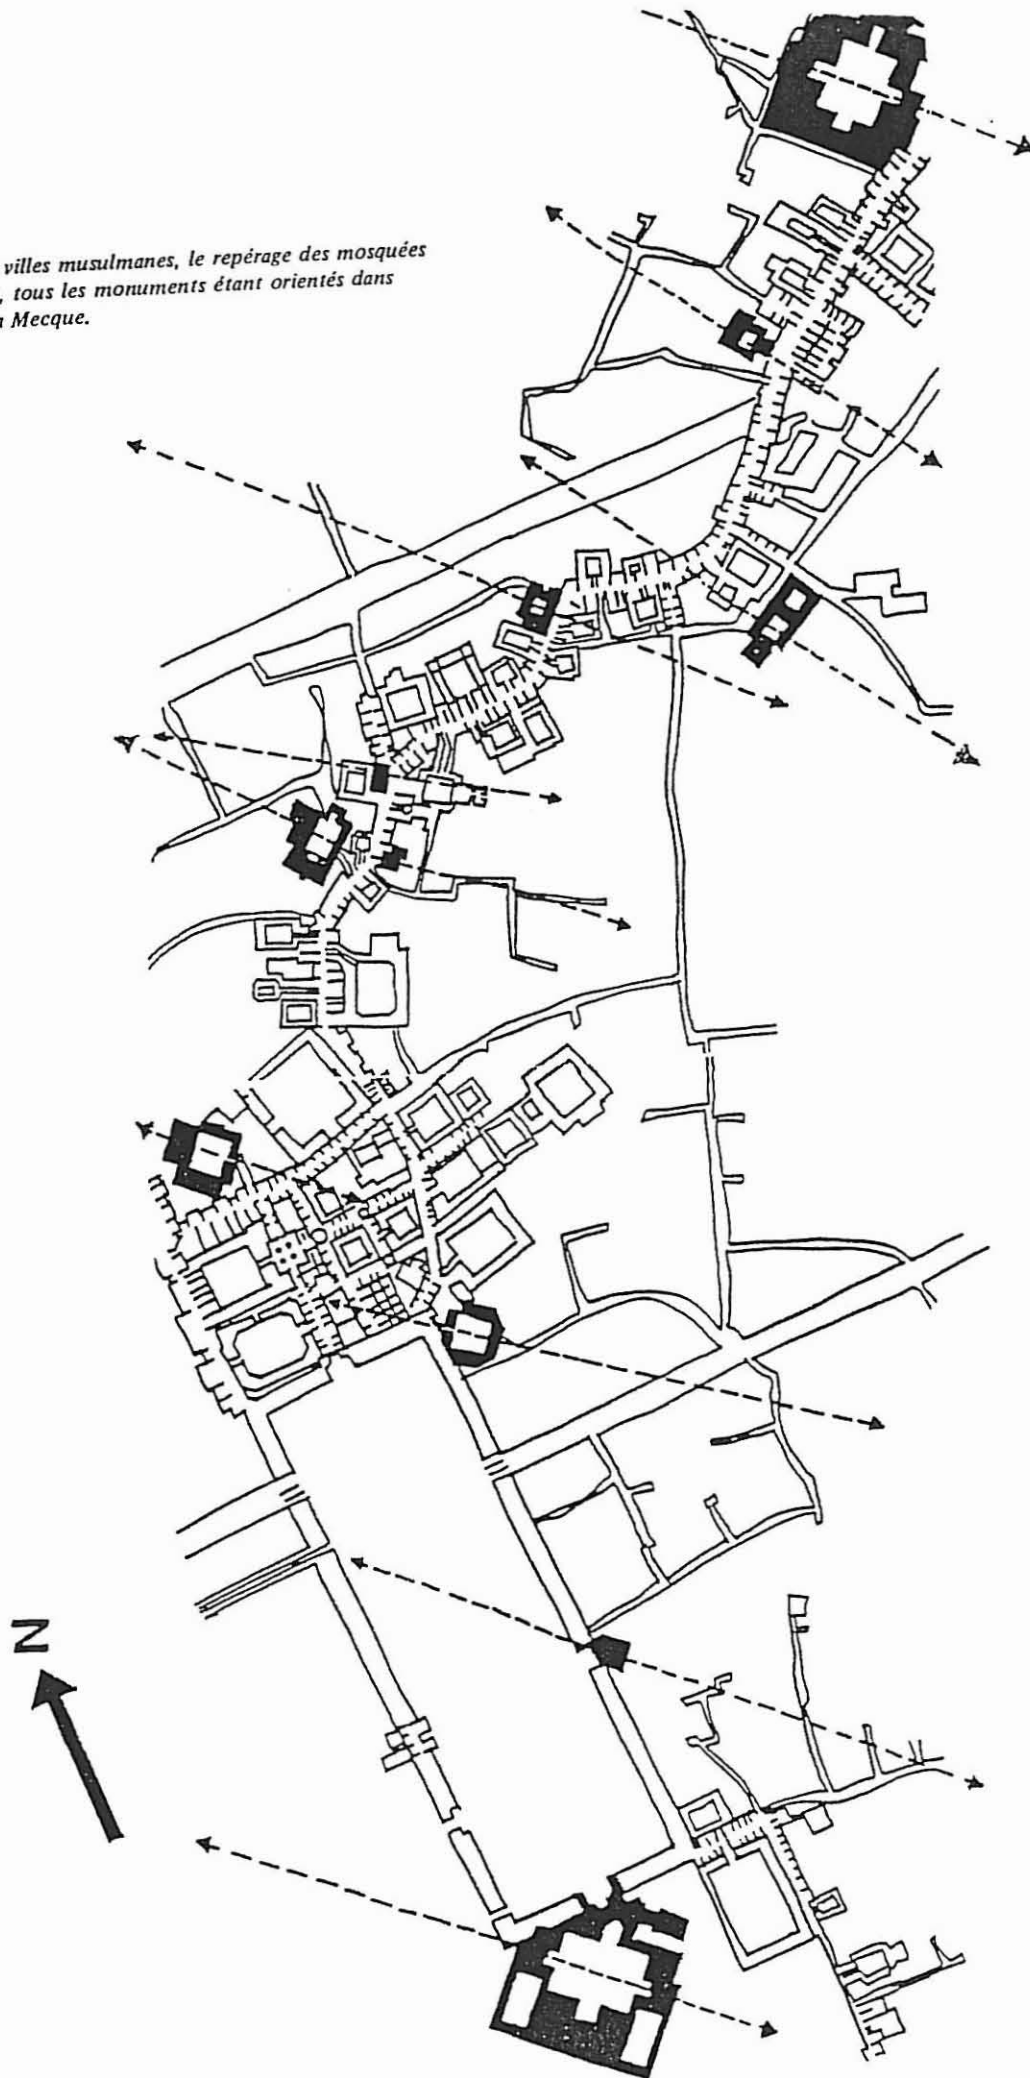 villes musulmanes, le repérage des mosquées
, tous les monuments étant orientés dans
Mecque.
N